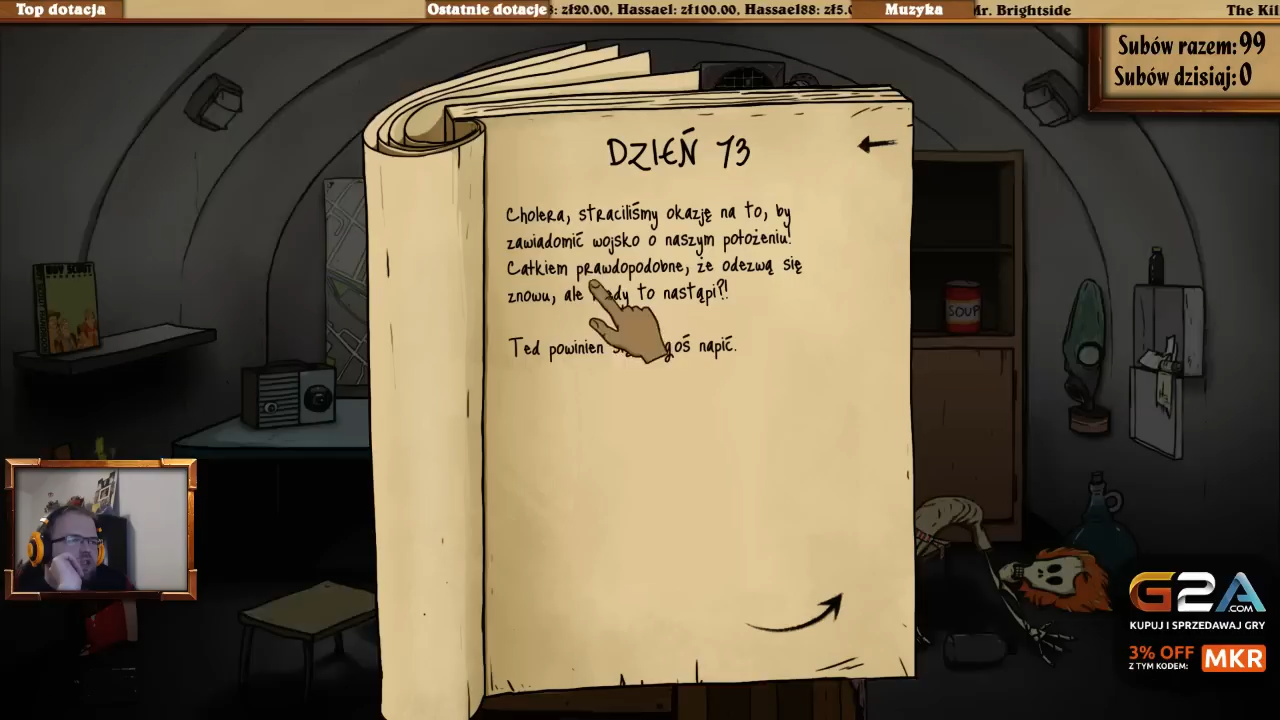 Top dotacja
Ostatnie dotacje
: zł20.00, Hassael: zł100.00, Hassael88: zł5.0
Muzyka
Mr. Brightside
The Kil
Subów razem: 99
Subów dzisiaj: 0
DZIEŃ 73
Cholera, straciliśmy okazję na to, by
zawiadomić wojsko o naszym położeniu.
Całkiem prawdopodobne, że odezwą się
znowu, ale to nastąpi?!
Ted powinien napić.
SOUP
G2A
.COM
KUPUJ I SPRZEDAWAJ GRY
3% OFF
Z TYM KODEM:
MKR